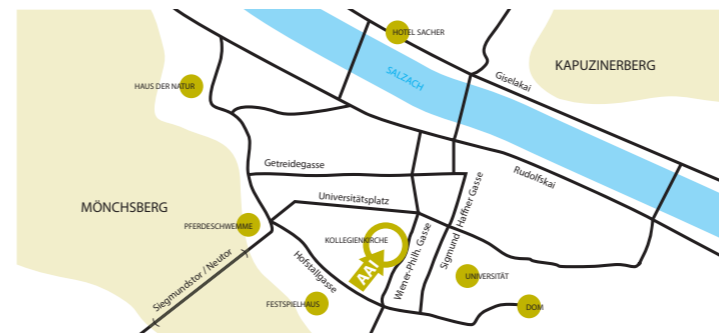 HOTEL SACHER
KAPUZINERBERG
SALZACH
Giselakai
HAUS DER NATUR
Getreidegasse
Rudolfskai
Universitätsplatz
Haffner Gasse
Sigmund
MÖNCHSBERG
PFERDESCHWEMME
KOLLEGIENKIRCHE
Wiener-Philh. Gasse
AAI
Hofstallgasse
UNIVERSITÄT
Siegmundstor / Neutor
FESTSPIELHAUS
DOM